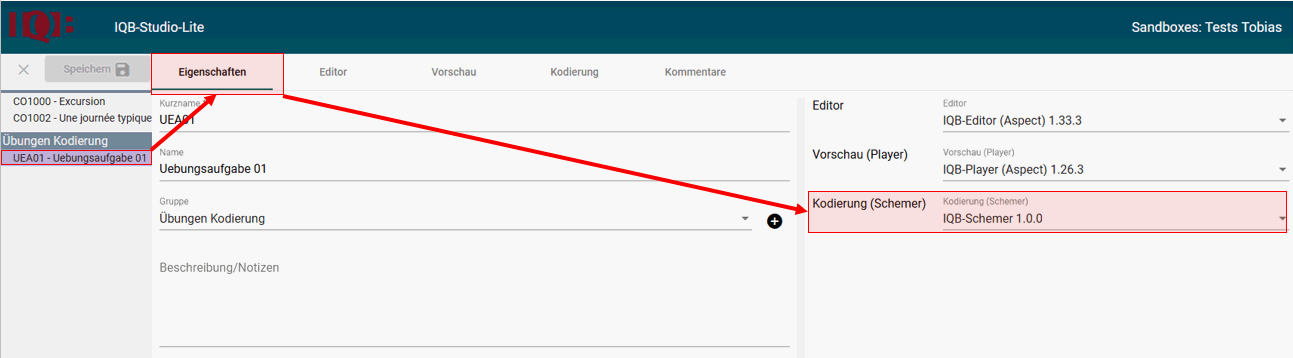 IQB-Studio-Lite
Sandboxes: Tests Tobias
Speichern
Eigenschaften
Editor
Vorschau
Kodierung
Kommentare
CO1000 - Excursion
CO1002 - Une journée typique
Übungen Kodierung
UEA01 - Uebungsaufgabe 01
Kurzname
UEA01
Name
Uebungsaufgabe 01
Gruppe
Übungen Kodierung
Beschreibung/Notizen
Editor
Editor
IQB-Editor (Aspect) 1.33.3
Vorschau (Player)
Vorschau (Player)
IQB-Player (Aspect) 1.26.3
Kodierung (Schemer)
Kodierung (Schemer)
IQB-Schemer 1.0.0